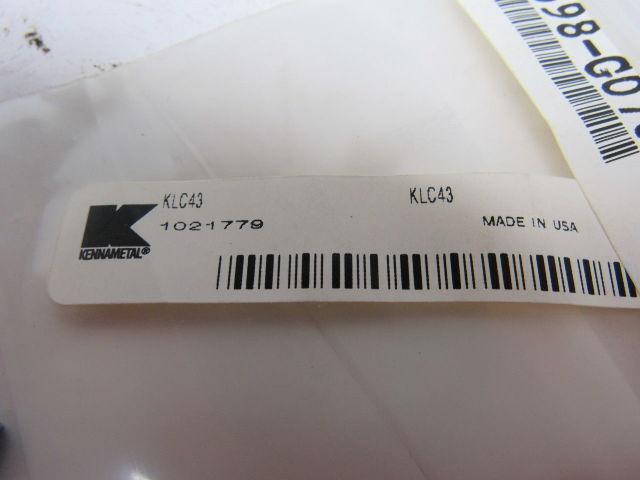 KLC43 KLC43
1021779 MADE IN USA
KENNAMETAL®
98-G07